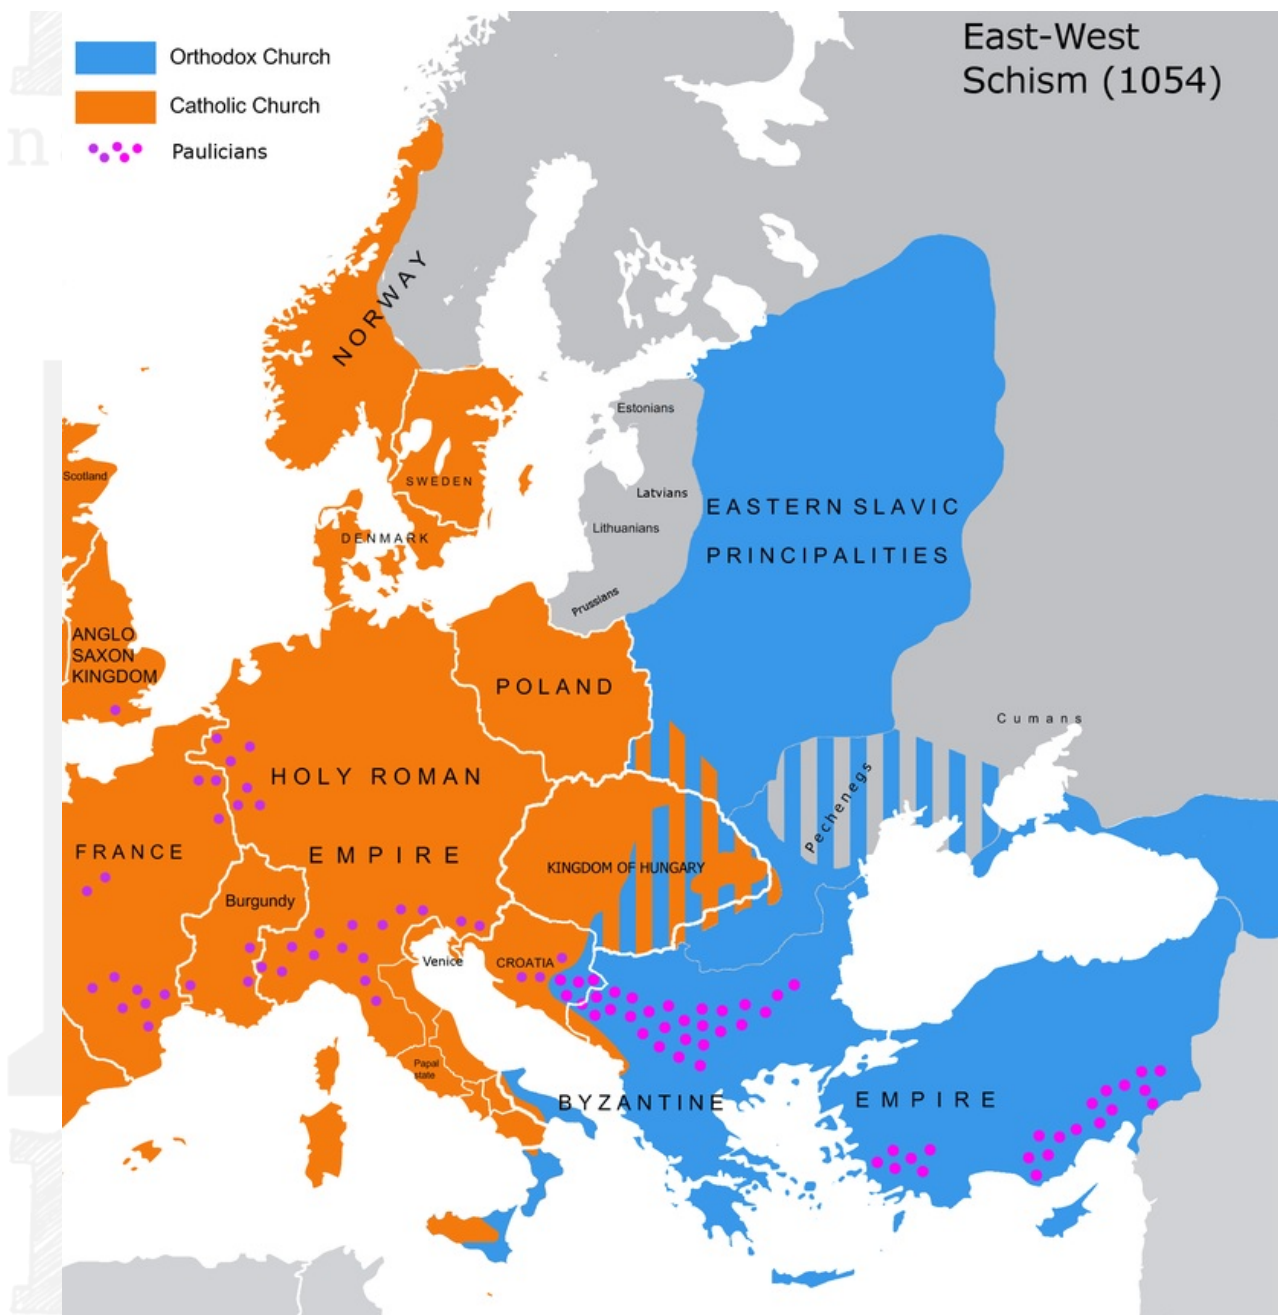 East-West
Schism (1054)
Orthodox Church
Catholic Church
Paulicians
n
NORWAY
Estonians
Scotland
SWEDEN
Latvians
EASTERN SLAVIC
Lithuanians
DENMARK
PRINCIPALITIES
Prussians
ANGLO
SAXON
KINGDOM
POLAND
Cumans
HOLY ROMAN
Pechenegs
FRANCE
EMPIRE
KINGDOM OF HUNGARY
Burgundy
Venice
CROATIA
Papal
state
BYZANTINE
EMPIRE